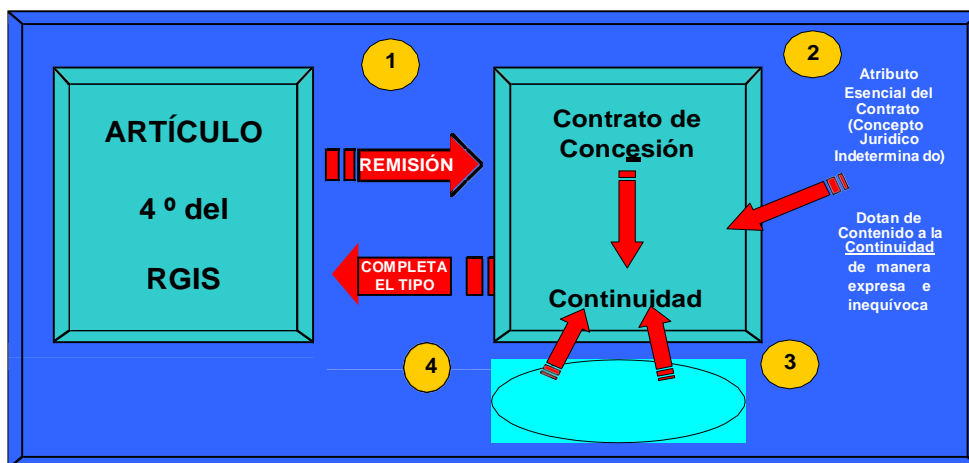 1
2
ARTÍCULO
4 º del
RGIS
REMISIÓN
COMPLETA
EL TIPO
Contrato de
Concesión
Continuidad
Atributo
Esencial del
Contrato
(Concepto
Juridico
Indetermina do)
Dotan de
Contenido a la
Continuidad
de manera
expresa e
inequívoca
4
3